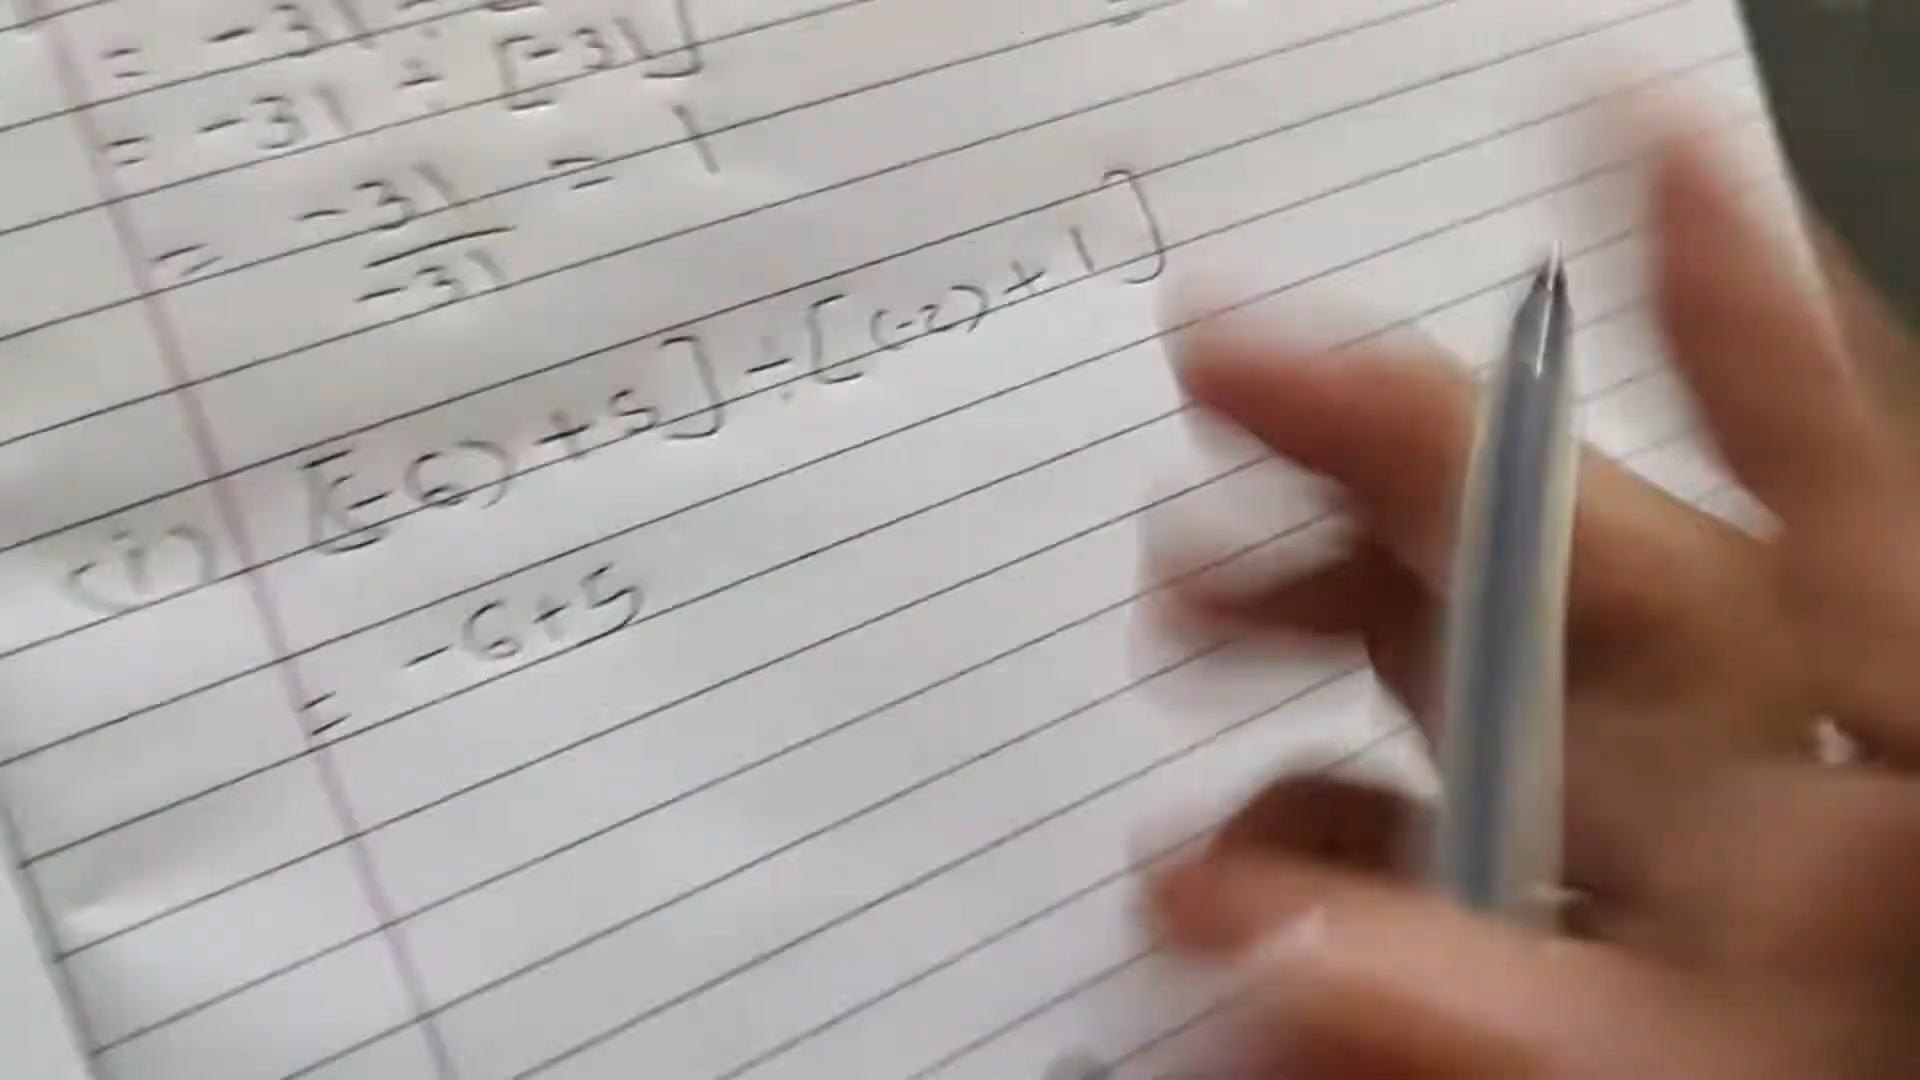 = -31 ÷
= -31 ÷ [-31]
= -31/-31 = 1
(i) [(-6) + 5] ÷ [(-2) + 1]
= -6+5